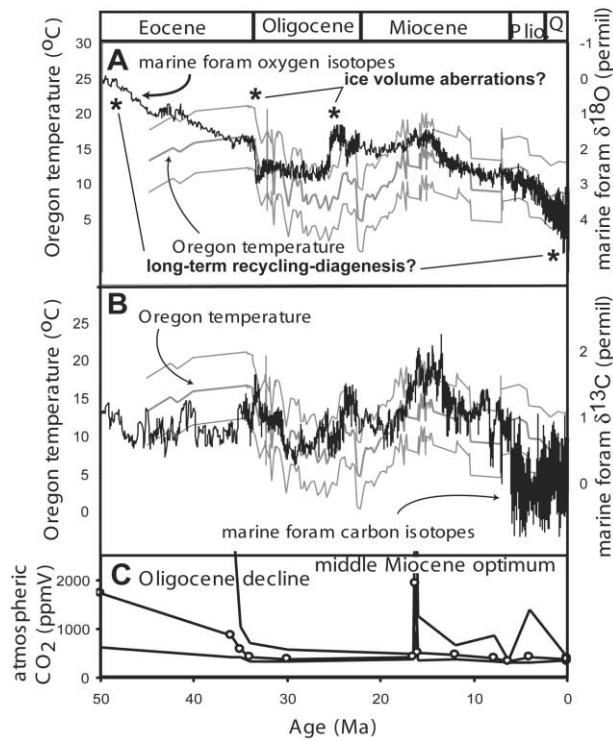 Eocene Oligocene Miocene Plio. Q
A
marine foram oxygen isotopes
ice volume aberrations?
*
*
*
*
Oregon temperature
long-term recycling-diagenesis?
Oregon temperature (ºC)
30
25
20
15
10
5
marine foram δ18O (permil)
-1
0
1
2
3
4
B
Oregon temperature
marine foram carbon isotopes
Oregon temperature (ºC)
25
20
15
10
5
0
marine foram δ13C (permil)
2
1
0
C
Oligocene decline
middle Miocene optimum
atmospheric
CO2 (ppmV)
2000
1000
0
50 40 30 20 10 0
Age (Ma)